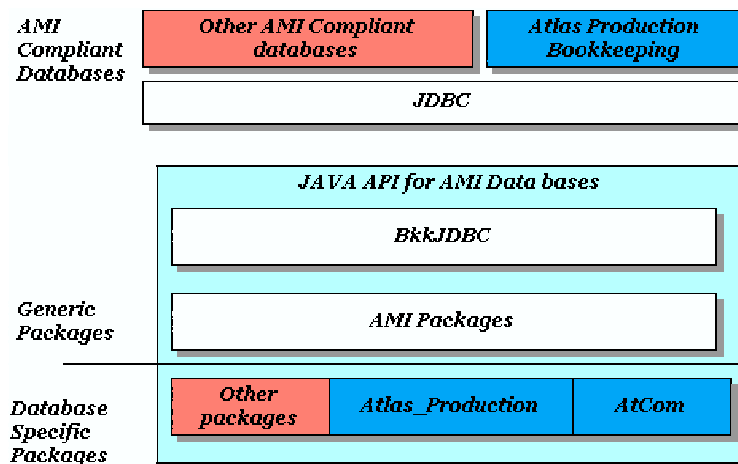 AMI
Compliant
Databases
Other AMI Compliant
databases
Atlas Production
Bookkeeping
JDBC
JAVA API for AMI Data bases
BkkJDBC
Generic
Packages
AMI Packages
Database
Specific
Packages
Other
packages
Atlas_Production
AtCom